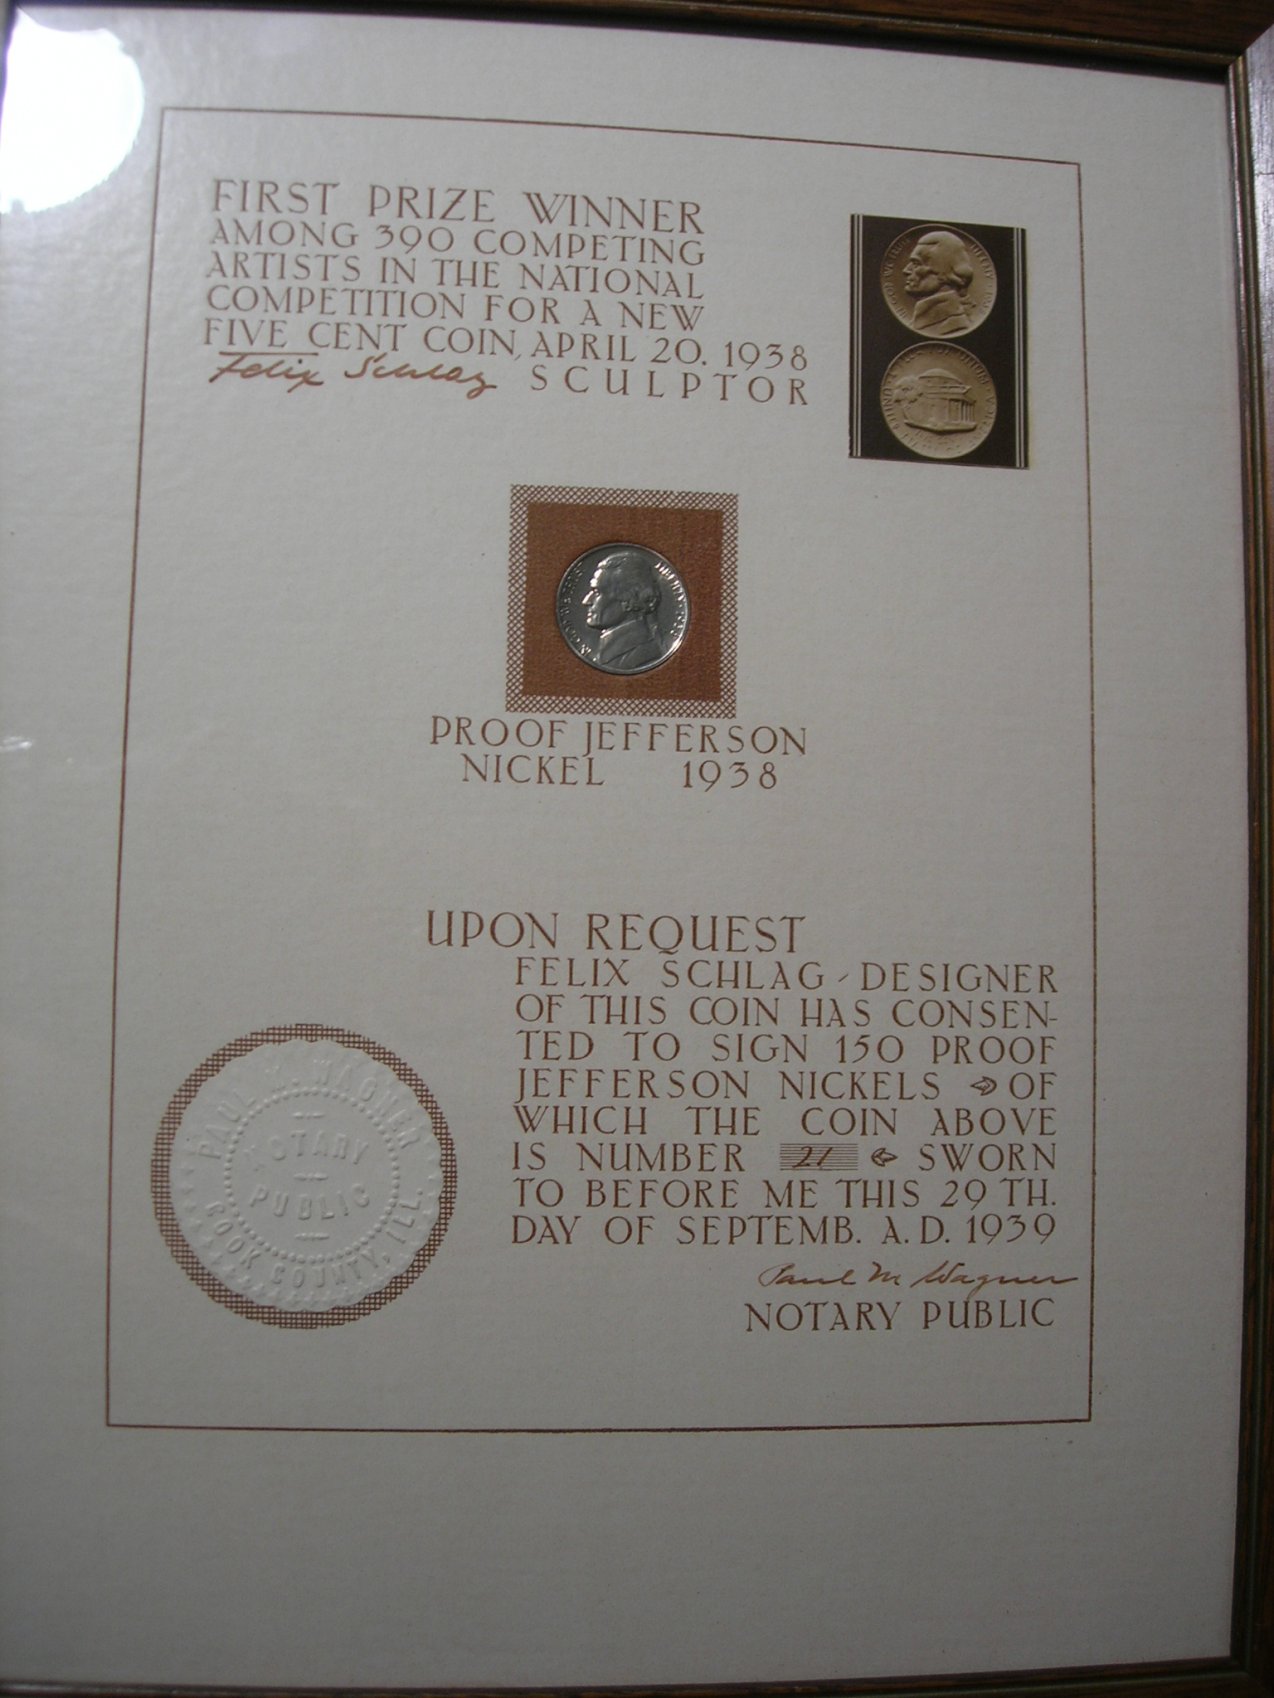 FIRST PRIZE WINNER
AMONG 390 COMPETING
ARTISTS IN THE NATIONAL
COMPETITION FOR A NEW
FIVE CENT COIN, APRIL 20. 1938
Felix Schlag SCULPTOR
PROOF JEFFERSON
NICKEL 1938
UPON REQUEST
FELIX SCHLAG - DESIGNER
OF THIS COIN HAS CONSEN-
TED TO SIGN 150 PROOF
JEFFERSON NICKELS OF
WHICH THE COIN ABOVE
IS NUMBER 21 SWORN
TO BEFORE ME THIS 29 TH.
DAY OF SEPTEMB. A.D. 1939
Paul M Wagner
NOTARY PUBLIC
PAUL M. WAGNER
NOTARY
PUBLIC
COOK COUNTY, ILL.